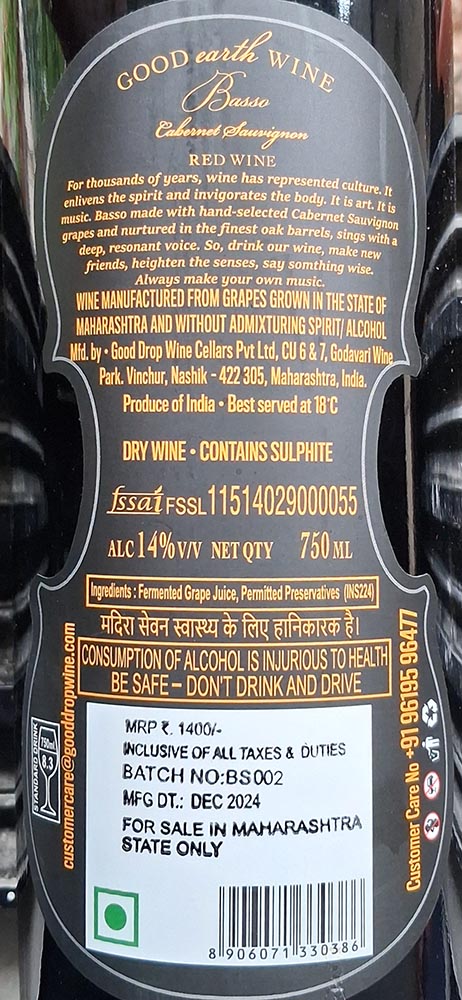 GOOD earth WINE
Basso
Cabernet Sauvignon
RED WINE
For thousands of years, wine has represented culture. It
enlivens the spirit and invigorates the body. It is art. It is
music. Basso made with hand-selected Cabernet Sauvignon
grapes and nurtured in the finest oak barrels, sings with a
deep, resonant voice. So, drink our wine, make new
friends, heighten the senses, say somthing wise.
Always make your own music.
WINE MANUFACTURED FROM GRAPES GROWN IN THE STATE OF
MAHARASHTRA AND WITHOUT ADMIXTURING SPIRIT/ ALCOHOL
Mfd. by • Good Drop Wine Cellars Pvt Ltd, CU 6 & 7, Godavari Wine
Park. Vinchur, Nashik - 422 305, Maharashtra, India.
Produce of India • Best served at 18°C
DRY WINE • CONTAINS SULPHITE
fssai FSSL 11514029000055
ALC 14% V/V NET QTY 750 ML
Ingredients : Fermented Grape Juice, Permitted Preservatives (INS224)
मदिरा सेवन स्वास्थ्य के लिए हानिकारक है।
CONSUMPTION OF ALCOHOL IS INJURIOUS TO HEALTH
BE SAFE – DON'T DRINK AND DRIVE
MRP ₹. 1400/-
INCLUSIVE OF ALL TAXES & DUTIES
BATCH NO:BS002
MFG DT.: DEC 2024
FOR SALE IN MAHARASHTRA
STATE ONLY
8 906071 330386
STANDARD DRINK
750ml
8.3
customercare@gooddropwine.com
Customer Care No +91 96195 96477